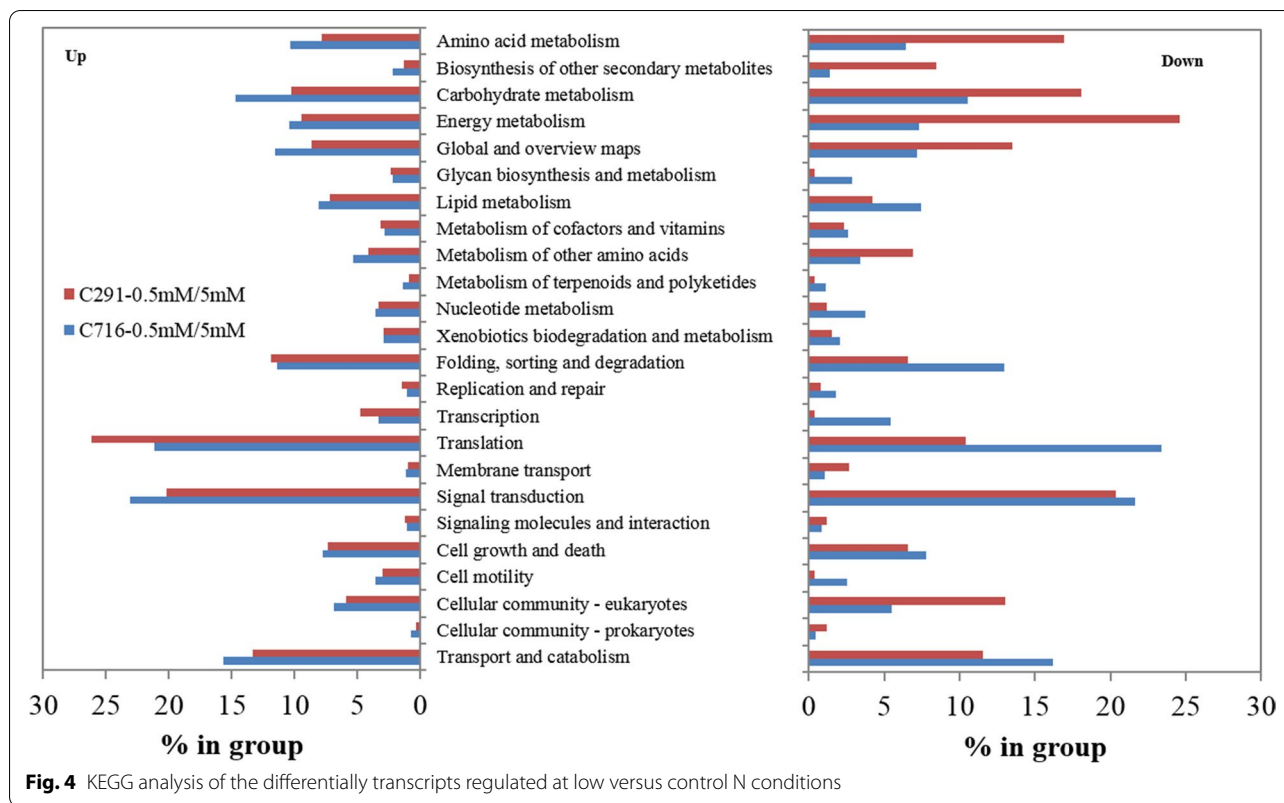 Up
Down
Amino acid metabolism
Biosynthesis of other secondary metabolites
Carbohydrate metabolism
Energy metabolism
Global and overview maps
Glycan biosynthesis and metabolism
Lipid metabolism
Metabolism of cofactors and vitamins
Metabolism of other amino acids
Metabolism of terpenoids and polyketides
Nucleotide metabolism
Xenobiotics biodegradation and metabolism
Folding, sorting and degradation
Replication and repair
Transcription
Translation
Membrane transport
Signal transduction
Signaling molecules and interaction
Cell growth and death
Cell motility
Cellular community - eukaryotes
Cellular community - prokaryotes
Transport and catabolism
C291-0.5mM/5mM
C716-0.5mM/5mM
30 25 20 15 10 5 0
% in group
0 5 10 15 20 25 30
% in group
Fig. 4 KEGG analysis of the differentially transcripts regulated at low versus control N conditions